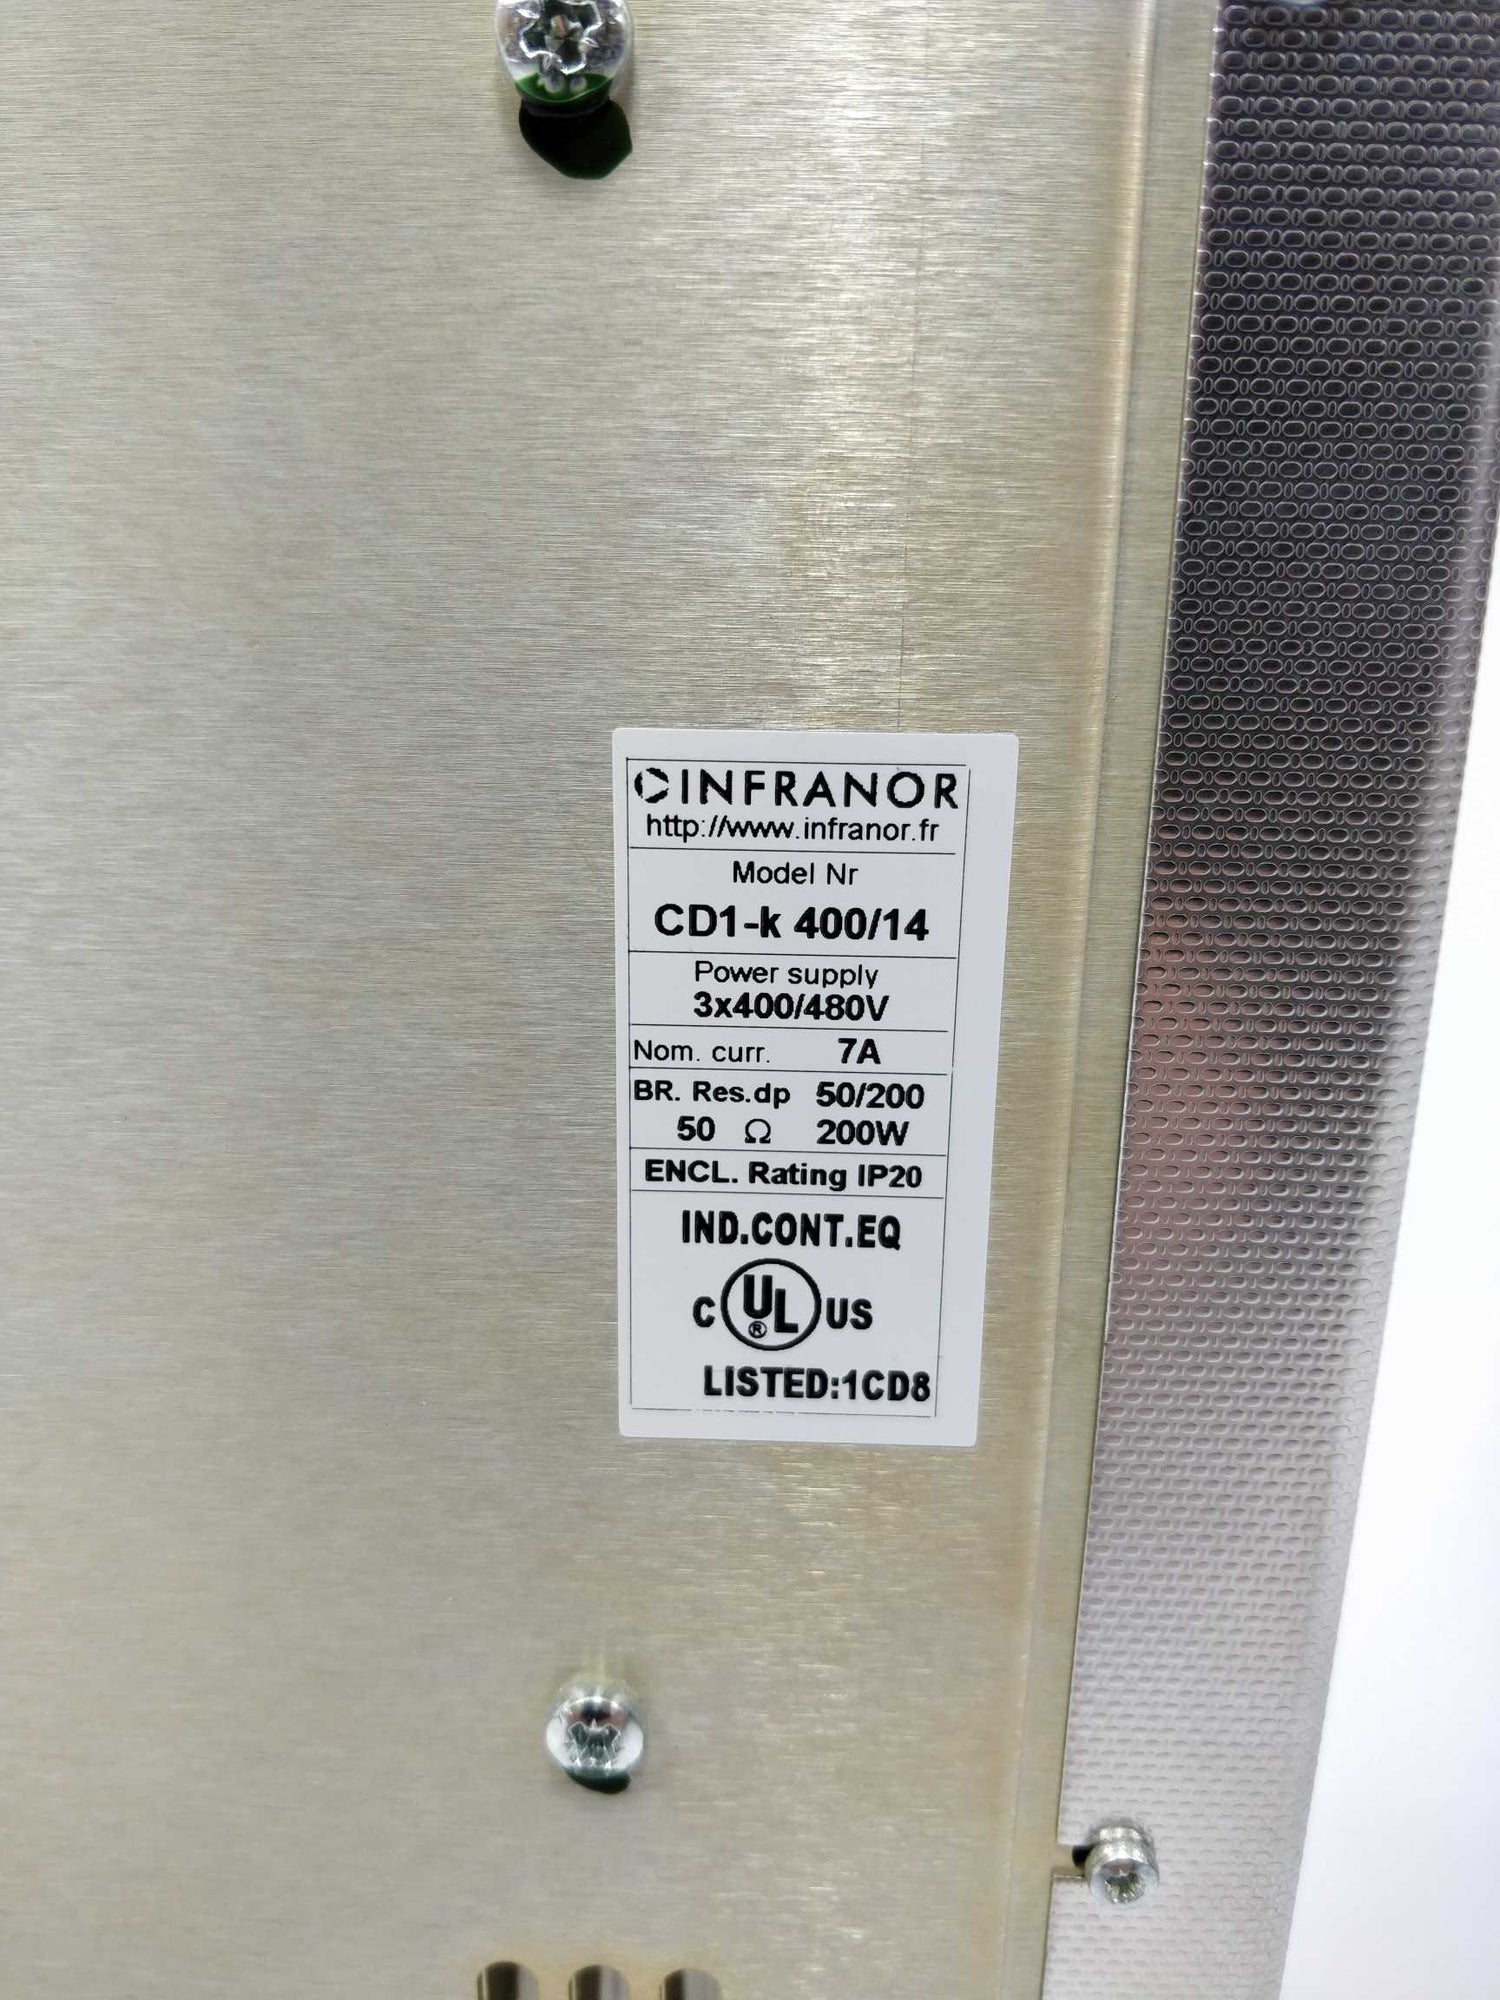 INFRANOR
http://www.infranor.fr
Model Nr
CD1-k 400/14
Power supply
3x400/480V
Nom. curr. 7A
BR. Res.dp 50/200
50 Ω 200W
ENCL. Rating IP20
IND.CONT.EQ
C UL® US
LISTED:1CD8